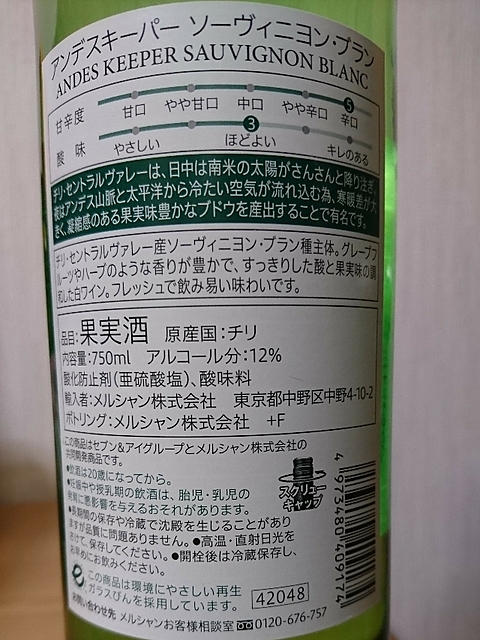 アンデスキーパー ソーヴィニヨン・ブラン
ANDES KEEPER SAUVIGNON BLANC
甘辛度
5
甘口 やや甘口 中口 やや辛口 辛口
酸味
3
やさしい ほどよい キレのある
チリ・セントラルヴァレーは、日中は南米の太陽がさんさんと降り注ぎ、
夜はアンデス山脈と太平洋から冷たい空気が流れ込む為、寒暖差が大
きく、凝縮感のある果実味豊かなブドウを産出することで有名です。
チリ・セントラルヴァレー産ソーヴィニヨン・ブラン種主体。グレープフ
ルーツやハーブのような香りが豊かで、すっきりした酸と果実味の調
和した白ワイン。フレッシュで飲み易い味わいです。
品目:果実酒 原産国:チリ
内容量:750ml アルコール分:12%
酸化防止剤(亜硫酸塩)、酸味料
輸入者:メルシャン株式会社 東京都中野区中野4-10-2
ボトリング:メルシャン株式会社 +F
この商品はセブン&アイグループとメルシャン株式会社の
共同開発商品です。
●飲酒は20歳になってから。
●妊娠中や授乳期の飲酒は、胎児・乳児の
発育に悪影響を与えるおそれがあります。
●長期間の保存や冷蔵で沈殿を生じることがあり
ますが品質に問題ありません。●高温・直射日光を
さけて、保存してください。●開栓後は冷蔵保存し、
お早めにお飲みください。
スクリュー
キャップ
この商品は環境にやさしい再生
ガラスびんを採用しています。
42048
お問い合わせ先 メルシャンお客様相談室 0120-676-757
4973480409174